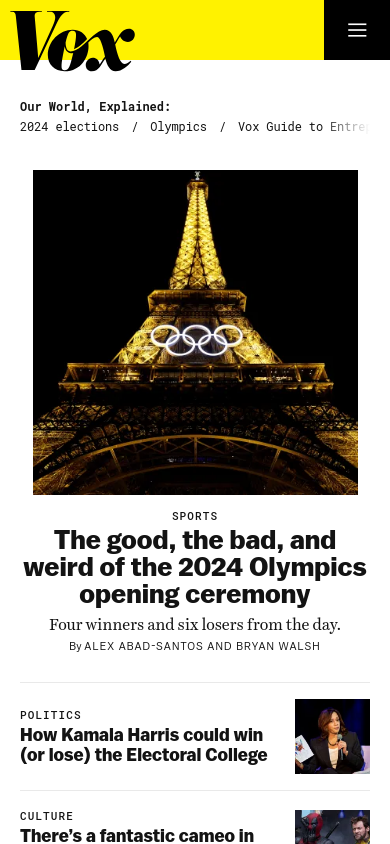 Vox
Our World, Explained:
2024 elections / Olympics / Vox Guide to
SPORTS
The good, the bad, and
weird of the 2024 Olympics
opening ceremony
Four winners and six losers from the day.
By ALEX ABAD-SANTOS AND BRYAN WALSH
POLITICS
How Kamala Harris could win
(or lose) the Electoral College
CULTURE
There’s a fantastic cameo in